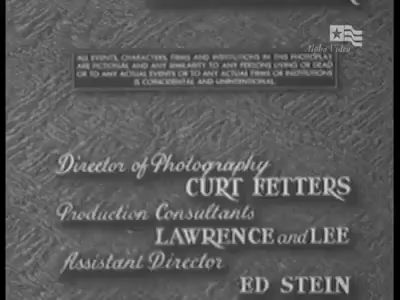 Alpha Video
ALL EVENTS, CHARACTERS, FIRMS AND INSTITUTIONS IN THIS PHOTOPLAY
ARE FICTIONAL AND ANY SIMILARITY TO ANY PERSONS LIVING OR DEAD
OR TO ANY ACTUAL EVENTS OR TO ANY ACTUAL FIRMS OR INSTITUTIONS
IS COINCIDENTAL AND UNINTENTIONAL.
Director of Photography
CURT FETTERS
Production Consultants
LAWRENCE and LEE
Assistant Director
ED STEIN